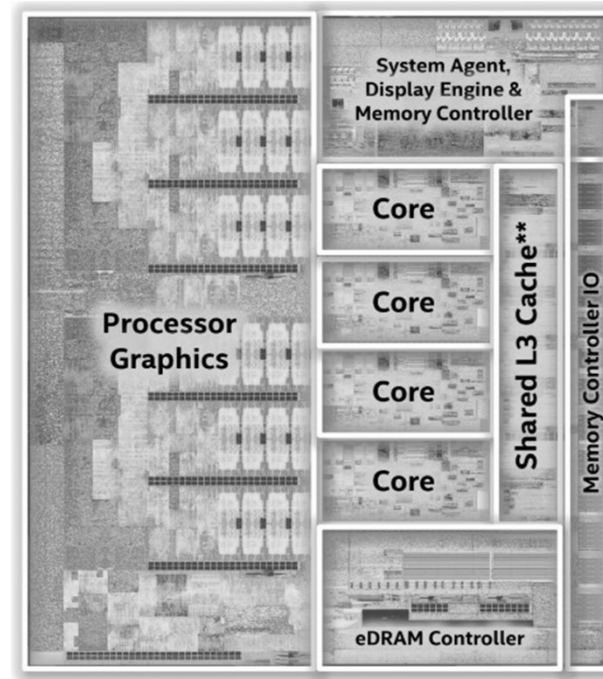 System Agent,
Display Engine &
Memory Controller
Core
Core
Core
Core
Processor
Graphics
Shared L3 Cache**
Memory Controller IO
eDRAM Controller